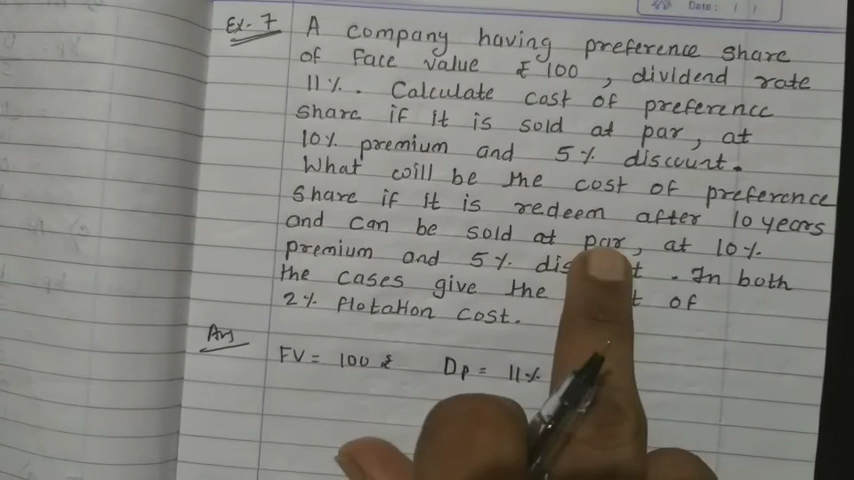 Date: / /
Ex-7 A company having preference share
of Face value ₹ 100 , dividend rate
11%. Calculate cost of preference
share if it is sold at par, at
10% premium and 5% discount.
What will be the cost of preference
share if it is redeem after 10 years
and can be sold at par, at 10%
premium and 5% dis t . In both
the cases give the t of
2% flotation cost.
Ans
FV = 100 ₹ Dp = 11%